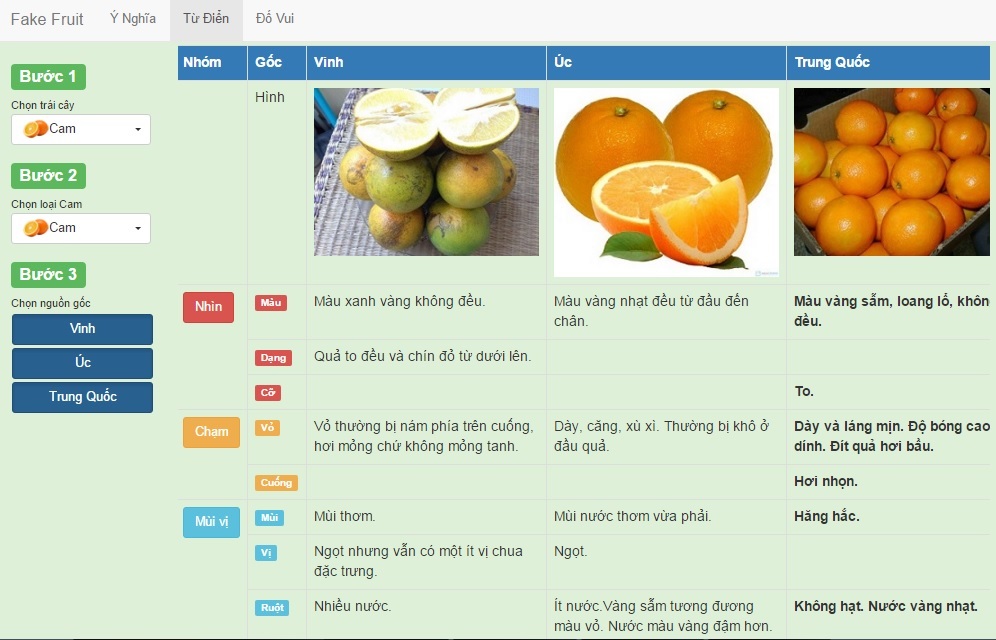 Fake Fruit Ý Nghĩa Từ Điển Đố Vui
Bước 1
Chọn trái cây
Cam
Bước 2
Chọn loại Cam
Cam
Bước 3
Chọn nguồn gốc
Vinh
Úc
Trung Quốc
Nhóm Gốc Vinh Úc Trung Quốc
Hình
Nhìn Màu Màu xanh vàng không đều. Màu vàng nhạt đều từ đầu đến Màu vàng sẫm, loang lổ, không
chân. đều.
Dạng Quả to đều và chín đỏ từ dưới lên.
Cỡ To.
Chạm Vỏ Vỏ thường bị nám phía trên cuống, Dày, căng, xù xì. Thường bị khô ở Dày và láng mịn. Độ bóng cao
hơi mỏng chứ không mỏng tanh. đầu quả. dính. Đít quả hơi bầu.
Cuống Hơi nhọn.
Mùi vị Mùi Mùi thơm. Mùi nước thơm vừa phải. Hăng hắc.
Vị Ngọt nhưng vẫn có một ít vị chua Ngọt.
đặc trưng.
Ruột Nhiều nước. Ít nước.Vàng sẫm tương đương Không hạt. Nước vàng nhạt.
màu vỏ. Nước màu vàng đậm hơn.